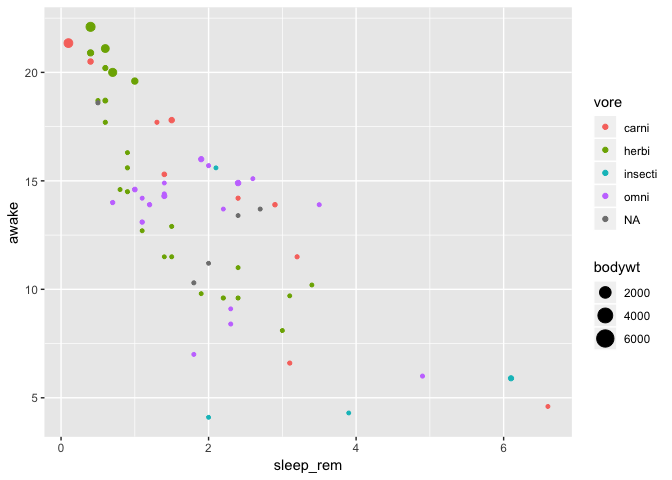 20
15
10
5
awake
0 2 4 6
sleep_rem
vore
carni
herbi
insecti
omni
NA
bodywt
2000
4000
6000